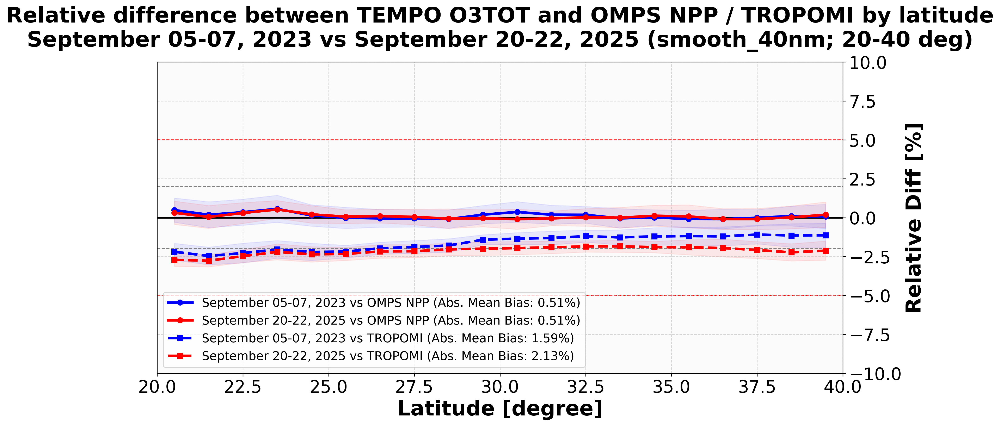 Relative difference between TEMPO O3TOT and OMPS NPP / TROPOMI by latitude
September 05-07, 2023 vs September 20-22, 2025 (smooth_40nm; 20-40 deg)
10.0
7.5
5.0
2.5
0.0
−2.5
−5.0
−7.5
−10.0
Relative Diff [%]
September 05-07, 2023 vs OMPS NPP (Abs. Mean Bias: 0.51%)
September 20-22, 2025 vs OMPS NPP (Abs. Mean Bias: 0.51%)
September 05-07, 2023 vs TROPOMI (Abs. Mean Bias: 1.59%)
September 20-22, 2025 vs TROPOMI (Abs. Mean Bias: 2.13%)
20.0 22.5 25.0 27.5 30.0 32.5 35.0 37.5 40.0
Latitude [degree]